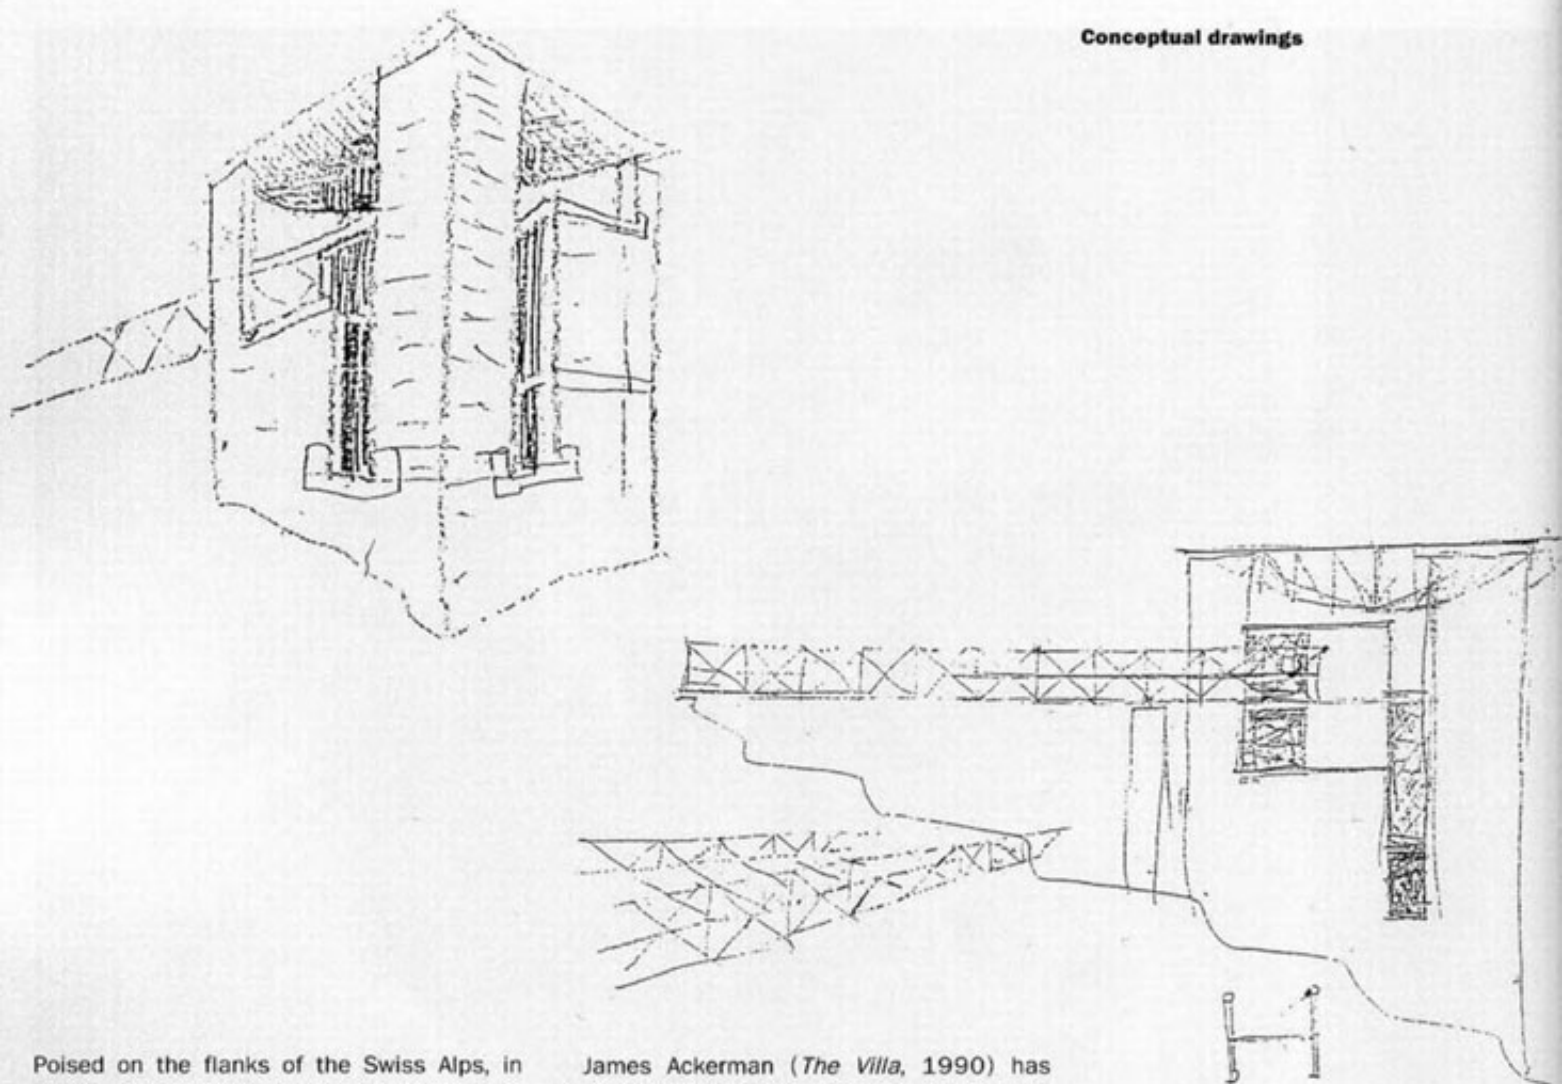 Conceptual drawings
Poised on the flanks of the Swiss Alps, in
James Ackerman (The Villa, 1990) has